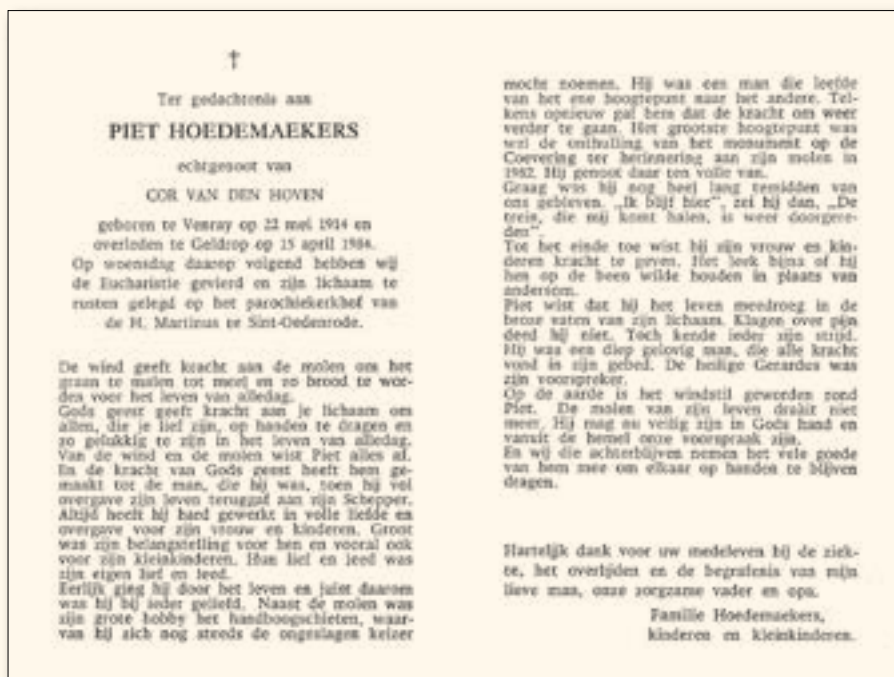 †
Ter gedachtenis aan
PIET HOEDEMAEKERS
echtgenoot van
COR VAN DEN HOVEN
geboren te Venray op 22 mei 1914 en
overleden te Geldrop op 15 april 1984.
Op woensdag daarop volgend hebben wij
de Eucharistie gevierd en zijn lichaam te
rusten gelegd op het parochiekerkhof van
de H. Martinus te Sint-Oedenrode.
De wind geeft kracht aan de molen om het
graan te malen tot meel en zo brood te wor-
den voor het leven van alledag.
Gods geest geeft kracht aan je lichaam om
allen, die je lief zijn, op handen te dragen en
zo gelukkig te zijn in het leven van alledag.
Van de wind en de molen wist Piet alles af.
En de kracht van Gods geest heeft hem ge-
maakt tot de man, die hij was, toen hij vol
overgave zijn leven teruggaf aan zijn Schepper.
Altijd heeft hij hard gewerkt in volle liefde en
overgave voor zijn vrouw en kinderen. Groot
was zijn belangstelling voor hen en vooral ook
voor zijn kleinkinderen. Hun lief en leed was
zijn eigen lief en leed.
Eerlijk ging hij door het leven en juist daarom
was hij bij ieder geliefd. Naast de molen was
zijn grote hobby het handboogschieten, waar-
van hij zich nog steeds de ongeslagen keizer
mocht noemen. Hij was een man die leefde
van het ene hoogtepunt naar het andere. Tel-
kens opnieuw gaf hem dat de kracht om weer
verder te gaan. Het grootste hoogtepunt was
wel de onthulling van het monument op de
Coevering ter herinnering aan zijn molen in
1982. Hij genoot daar ten volle van.
Graag was hij nog heel lang temidden van
ons gebleven. „Ik blijf hier”, zei hij dan, „De
trein, die mij komt halen, is weer doorgere-
den”.
Tot het einde toe wist hij zijn vrouw en kin-
deren kracht te geven. Het leek bijna of hij
hen op de been wilde houden in plaats van
andersom.
Piet wist dat hij het leven meedroeg in de
broze vaten van zijn lichaam. Klagen over pijn
deed hij niet. Toch kende ieder zijn strijd.
Hij was een diep gelovig man, die alle kracht
vond in zijn gebed. De heilige Gerardus was
zijn voorspreker.
Op de aarde is het windstil geworden rond
Piet. De molen van zijn leven draait niet
meer. Hij mag nu veilig zijn in Gods hand en
vanuit de hemel onze voorspraak zijn.
En wij die achterblijven nemen het vele goede
van hem mee om elkaar op handen te blijven
dragen.
Hartelijk dank voor uw medeleven bij de ziek-
te, het overlijden en de begrafenis van mijn
lieve man, onze zorgzame vader en opa.
Familie Hoedemaekers,
kinderen en kleinkinderen.